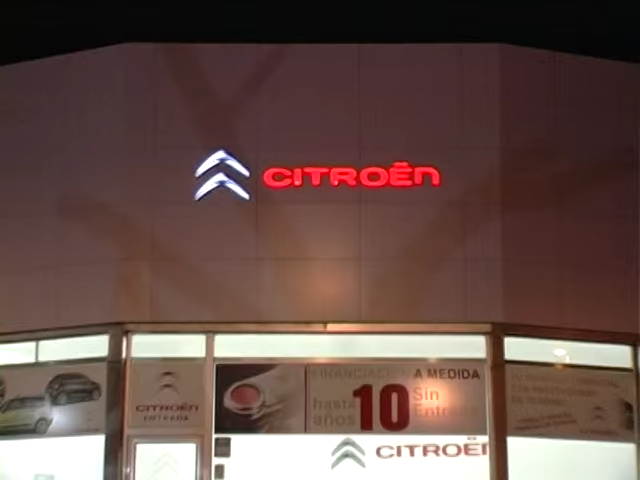 CITROËN
FINANCIACIÓN A MEDIDA
hasta 10 años
Sin Entrada
CITROËN
ENTRADA
CITROËN